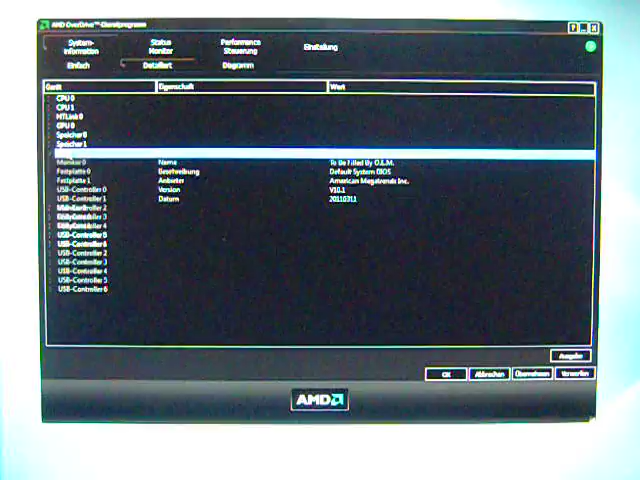 AMD OverDrive™ Clientprogramm
System-Information
Status Monitor
Performance Steuerung
Einstellung
Einfach
Detailliert
Diagramm
Gerät Eigenschaft Wert
CPU 0
CPU 1
HTLink 0
GPU 0
Speicher 0
Speicher 1
Monitor 0 Name To Be Filled By O.E.M.
Festplatte 0 Beschreibung Default System BIOS
Festplatte 1 Anbieter American Megatrends Inc.
USB-Controller 0 Version V10.1
USB-Controller 1 Datum 20110311
USB-Controller 5
USB-Controller 6
USB-Controller 2
USB-Controller 3
USB-Controller 4
USB-Controller 5
USB-Controller 6
Ausgabe
OK Abbrechen Übernehmen Verwerfen
AMD